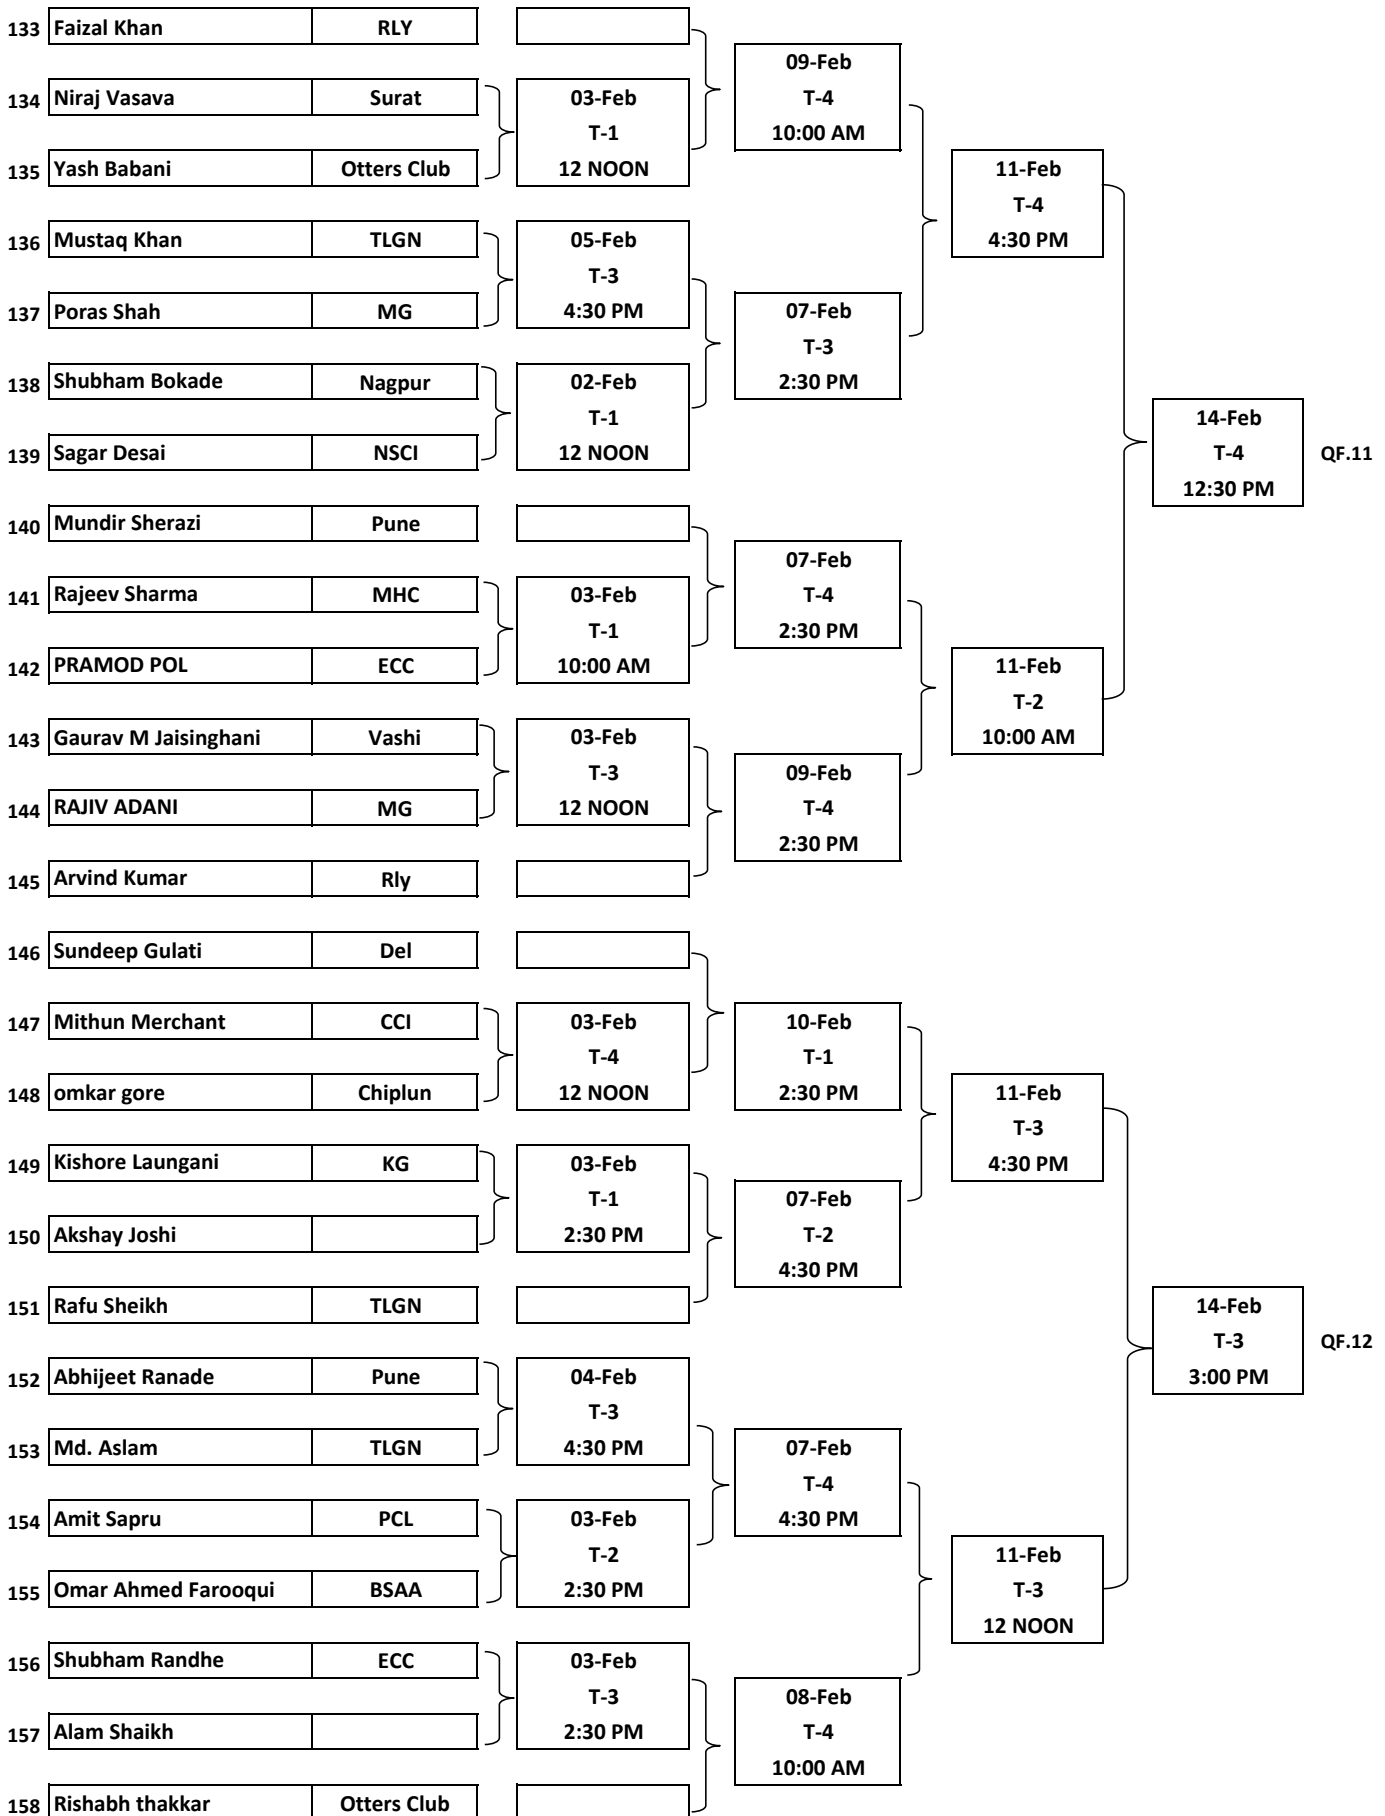 133 Faizal Khan RLY
09-Feb
134 Niraj Vasava Surat 03-Feb T-4
T-1 10:00 AM
135 Yash Babani Otters Club 12 NOON 11-Feb
T-4
136 Mustaq Khan TLGN 05-Feb 4:30 PM
T-3
137 Poras Shah MG 4:30 PM 07-Feb
T-3
138 Shubham Bokade Nagpur 02-Feb 2:30 PM
T-1 14-Feb
139 Sagar Desai NSCI 12 NOON T-4 QF.11
12:30 PM
140 Mundir Sherazi Pune
07-Feb
141 Rajeev Sharma MHC 03-Feb T-4
T-1 2:30 PM
142 PRAMOD POL ECC 10:00 AM 11-Feb
T-2
143 Gaurav M Jaisinghani Vashi 03-Feb 10:00 AM
T-3 09-Feb
144 RAJIV ADANI MG 12 NOON T-4
2:30 PM
145 Arvind Kumar Rly
146 Sundeep Gulati Del
147 Mithun Merchant CCI 03-Feb 10-Feb
T-4 T-1
148 omkar gore Chiplun 12 NOON 2:30 PM 11-Feb
T-3
149 Kishore Laungani KG 03-Feb 4:30 PM
T-1 07-Feb
150 Akshay Joshi 2:30 PM T-2
4:30 PM
151 Rafu Sheikh TLGN 14-Feb
T-3 QF.12
152 Abhijeet Ranade Pune 04-Feb 3:00 PM
T-3
153 Md. Aslam TLGN 4:30 PM 07-Feb
T-4
154 Amit Sapru PCL 03-Feb 4:30 PM
T-2 11-Feb
155 Omar Ahmed Farooqui BSAA 2:30 PM T-3
12 NOON
156 Shubham Randhe ECC 03-Feb
T-3 08-Feb
157 Alam Shaikh 2:30 PM T-4
10:00 AM
158 Rishabh thakkar Otters Club